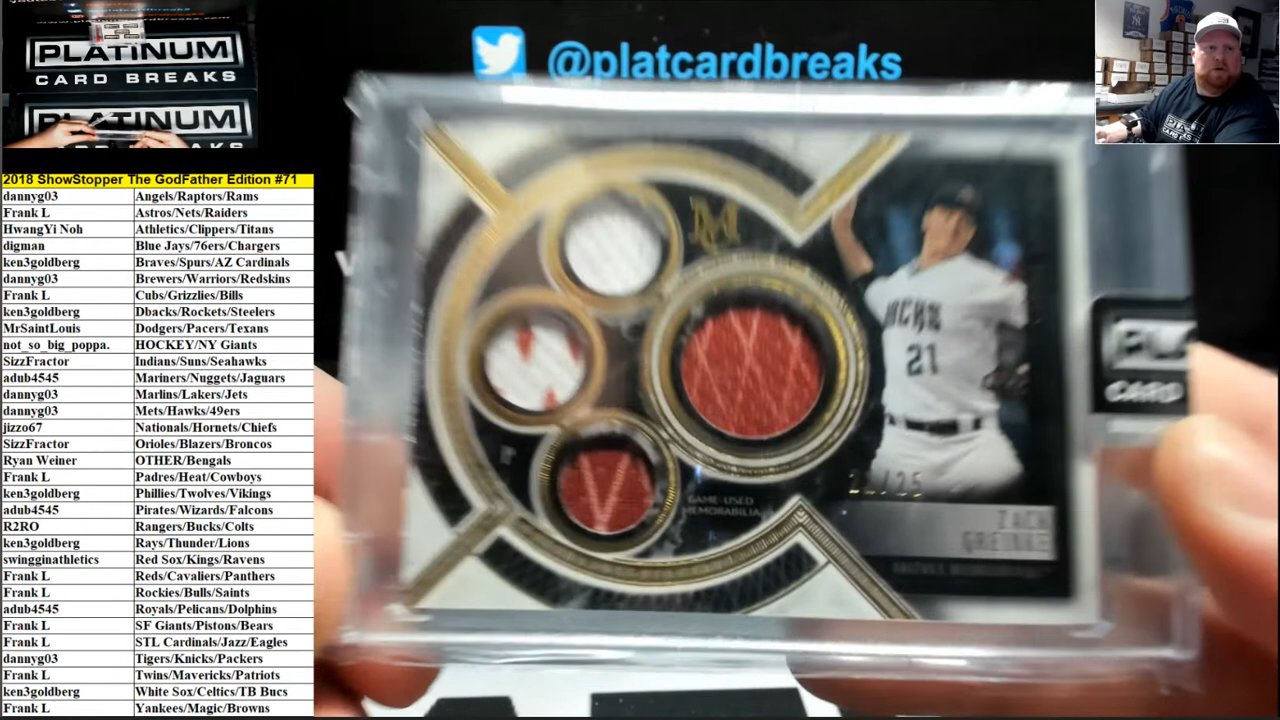 PLATINUM
CARD BREAKS
PLATINUM
@platcardbreaks
2018 ShowStopper The GodFather Edition #71
dannyg03 Angels/Raptors/Rams
Frank L Astros/Nets/Raiders
HwangYi Noh Athletics/Clippers/Titans
digman Blue Jays/76ers/Chargers
ken3goldberg Braves/Spurs/AZ Cardinals
dannyg03 Brewers/Warriors/Redskins
Frank L Cubs/Grizzlies/Bills
ken3goldberg Dbacks/Rockets/Steelers
MrSaintLouis Dodgers/Pacers/Texans
not_so_big_poppa. HOCKEY/NY Giants
SizzFractor Indians/Suns/Seahawks
adub4545 Mariners/Nuggets/Jaguars
dannyg03 Marlins/Lakers/Jets
dannyg03 Mets/Hawks/49ers
jizzo67 Nationals/Hornets/Chiefs
SizzFractor Orioles/Blazers/Broncos
Ryan Weiner OTHER/Bengals
Frank L Padres/Heat/Cowboys
ken3goldberg Phillies/Twolves/Vikings
adub4545 Pirates/Wizards/Falcons
R2RO Rangers/Bucks/Colts
ken3goldberg Rays/Thunder/Lions
swingginathletics Red Sox/Kings/Ravens
Frank L Reds/Cavaliers/Panthers
Frank L Rockies/Bulls/Saints
adub4545 Royals/Pelicans/Dolphins
Frank L SF Giants/Pistons/Bears
Frank L STL Cardinals/Jazz/Eagles
dannyg03 Tigers/Knicks/Packers
Frank L Twins/Mavericks/Patriots
ken3goldberg White Sox/Celtics/TB Bucs
Frank L Yankees/Magic/Browns
M
21
GAME-USED
MEMORABILIA
ZACK
GREINKE
CARD